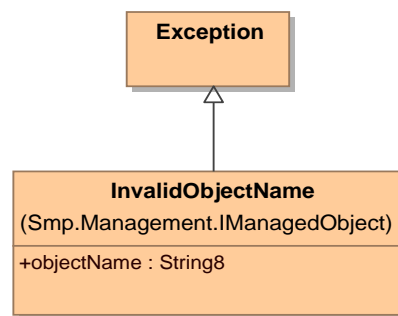 Exception
InvalidObjectName
(Smp.Management.IManagedObject)
+objectName : String8